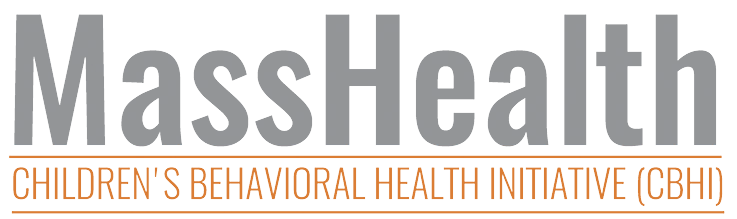 MassHealth
CHILDREN'S BEHAVIORAL HEALTH INITIATIVE (CBHI)